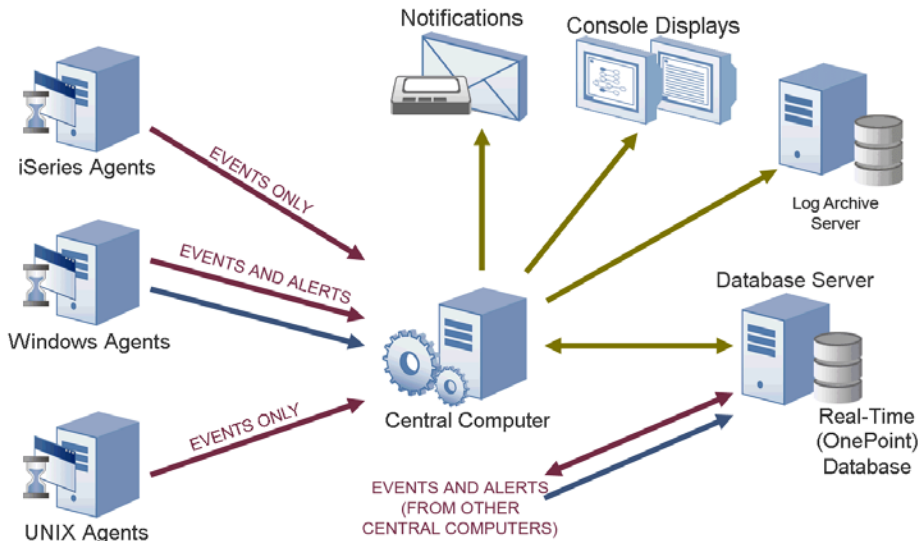 Notifications
Console Displays
iSeries Agents
EVENTS ONLY
Log Archive
Server
EVENTS AND ALERTS
Windows Agents
Database Server
Central Computer
EVENTS ONLY
Real-Time
(OnePoint)
Database
EVENTS AND ALERTS
(FROM OTHER
CENTRAL COMPUTERS)
UNIX Agents